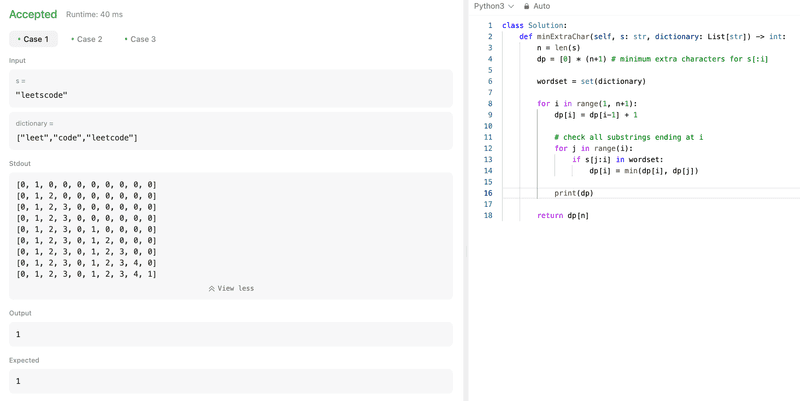 Accepted Runtime: 40 ms
• Case 1 • Case 2 • Case 3
Input
s =
"leetscode"
dictionary =
["leet","code","leetcode"]
Stdout
[0, 1, 0, 0, 0, 0, 0, 0, 0, 0]
[0, 1, 2, 0, 0, 0, 0, 0, 0, 0]
[0, 1, 2, 3, 0, 0, 0, 0, 0, 0]
[0, 1, 2, 3, 0, 0, 0, 0, 0, 0]
[0, 1, 2, 3, 0, 1, 0, 0, 0, 0]
[0, 1, 2, 3, 0, 1, 2, 0, 0, 0]
[0, 1, 2, 3, 0, 1, 2, 3, 0, 0]
[0, 1, 2, 3, 0, 1, 2, 3, 4, 0]
[0, 1, 2, 3, 0, 1, 2, 3, 4, 1]
View less
Output
1
Expected
1
Python3 Auto
1 class Solution:
2 def minExtraChar(self, s: str, dictionary: List[str]) -> int:
3 n = len(s)
4 dp = [0] * (n+1) # minimum extra characters for s[:i]
5
6 wordset = set(dictionary)
7
8 for i in range(1, n+1):
9 dp[i] = dp[i-1] + 1
10
11 # check all substrings ending at i
12 for j in range(i):
13 if s[j:i] in wordset:
14 dp[i] = min(dp[i], dp[j])
15
16 print(dp)
17
18 return dp[n]